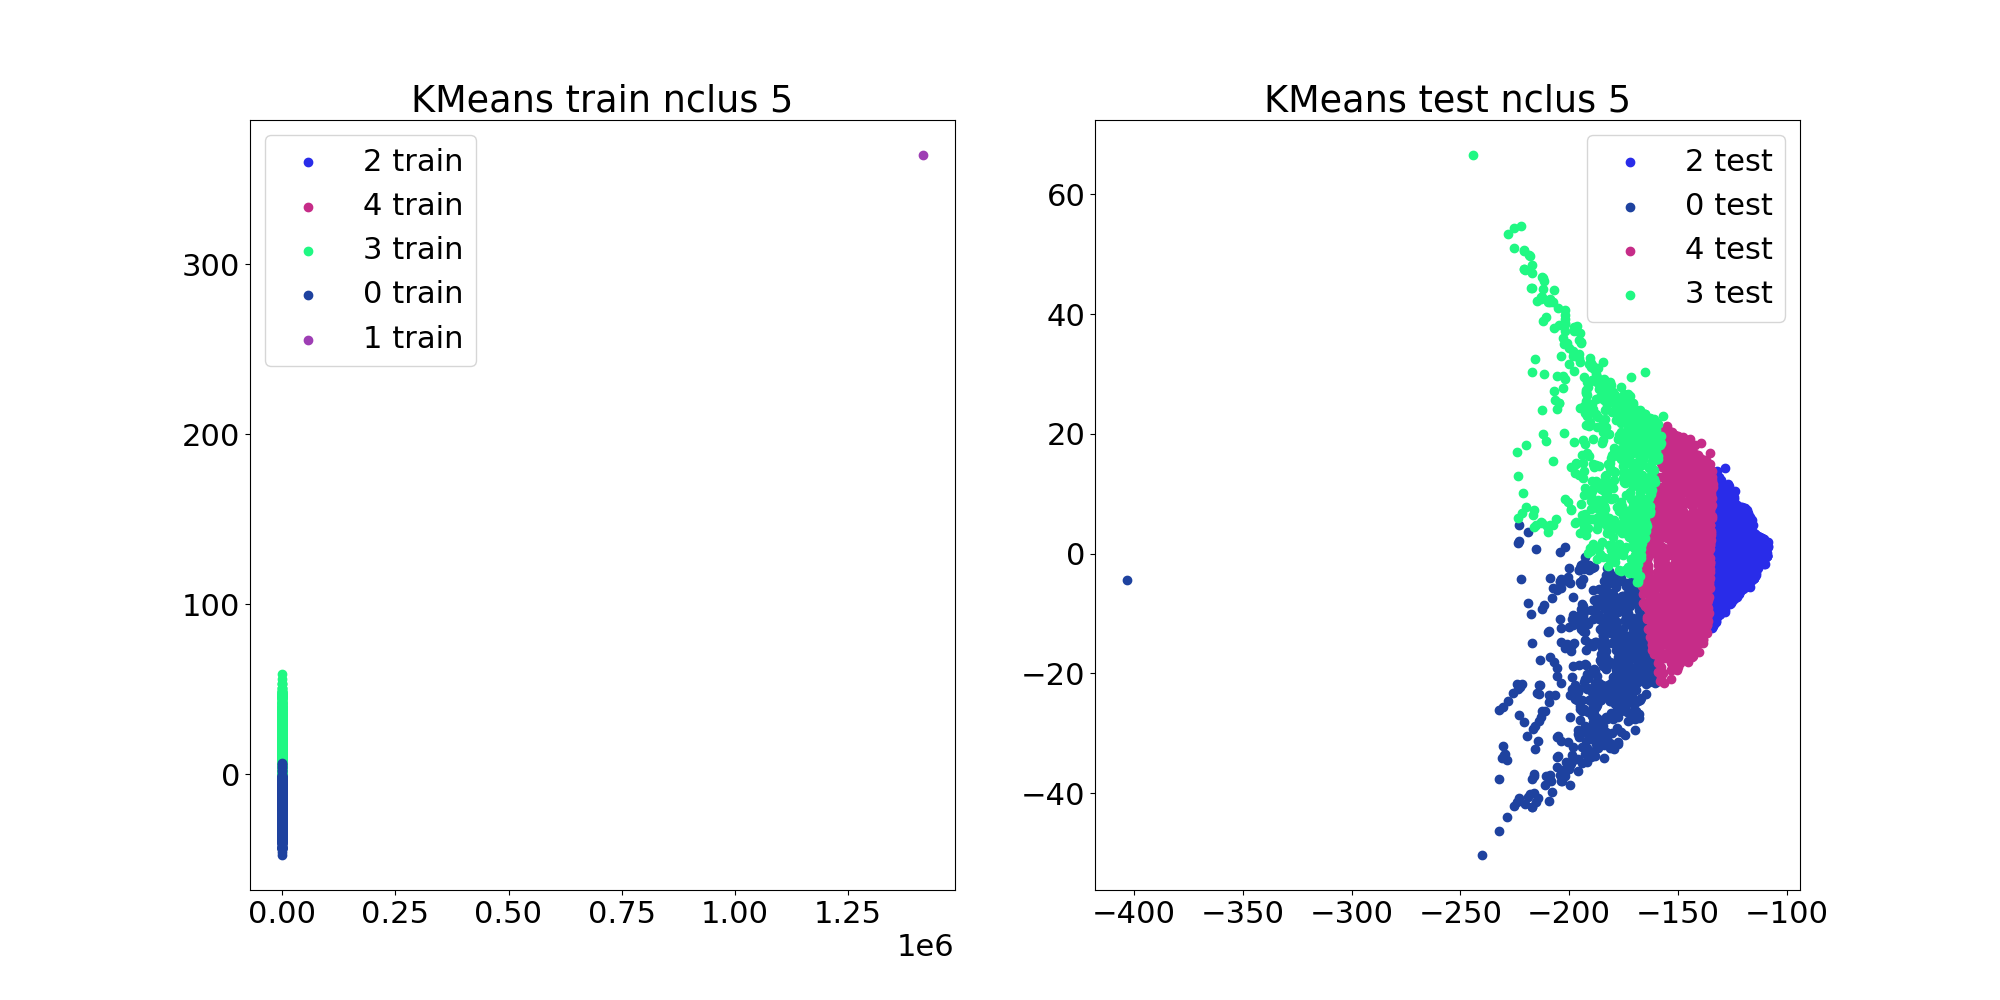 KMeans train nclus 5
2 train
4 train
3 train
0 train
1 train
300
200
100
0
0.00 0.25 0.50 0.75 1.00 1.25
1e6
KMeans test nclus 5
2 test
0 test
4 test
3 test
60
40
20
0
−20
−40
−400 −350 −300 −250 −200 −150 −100